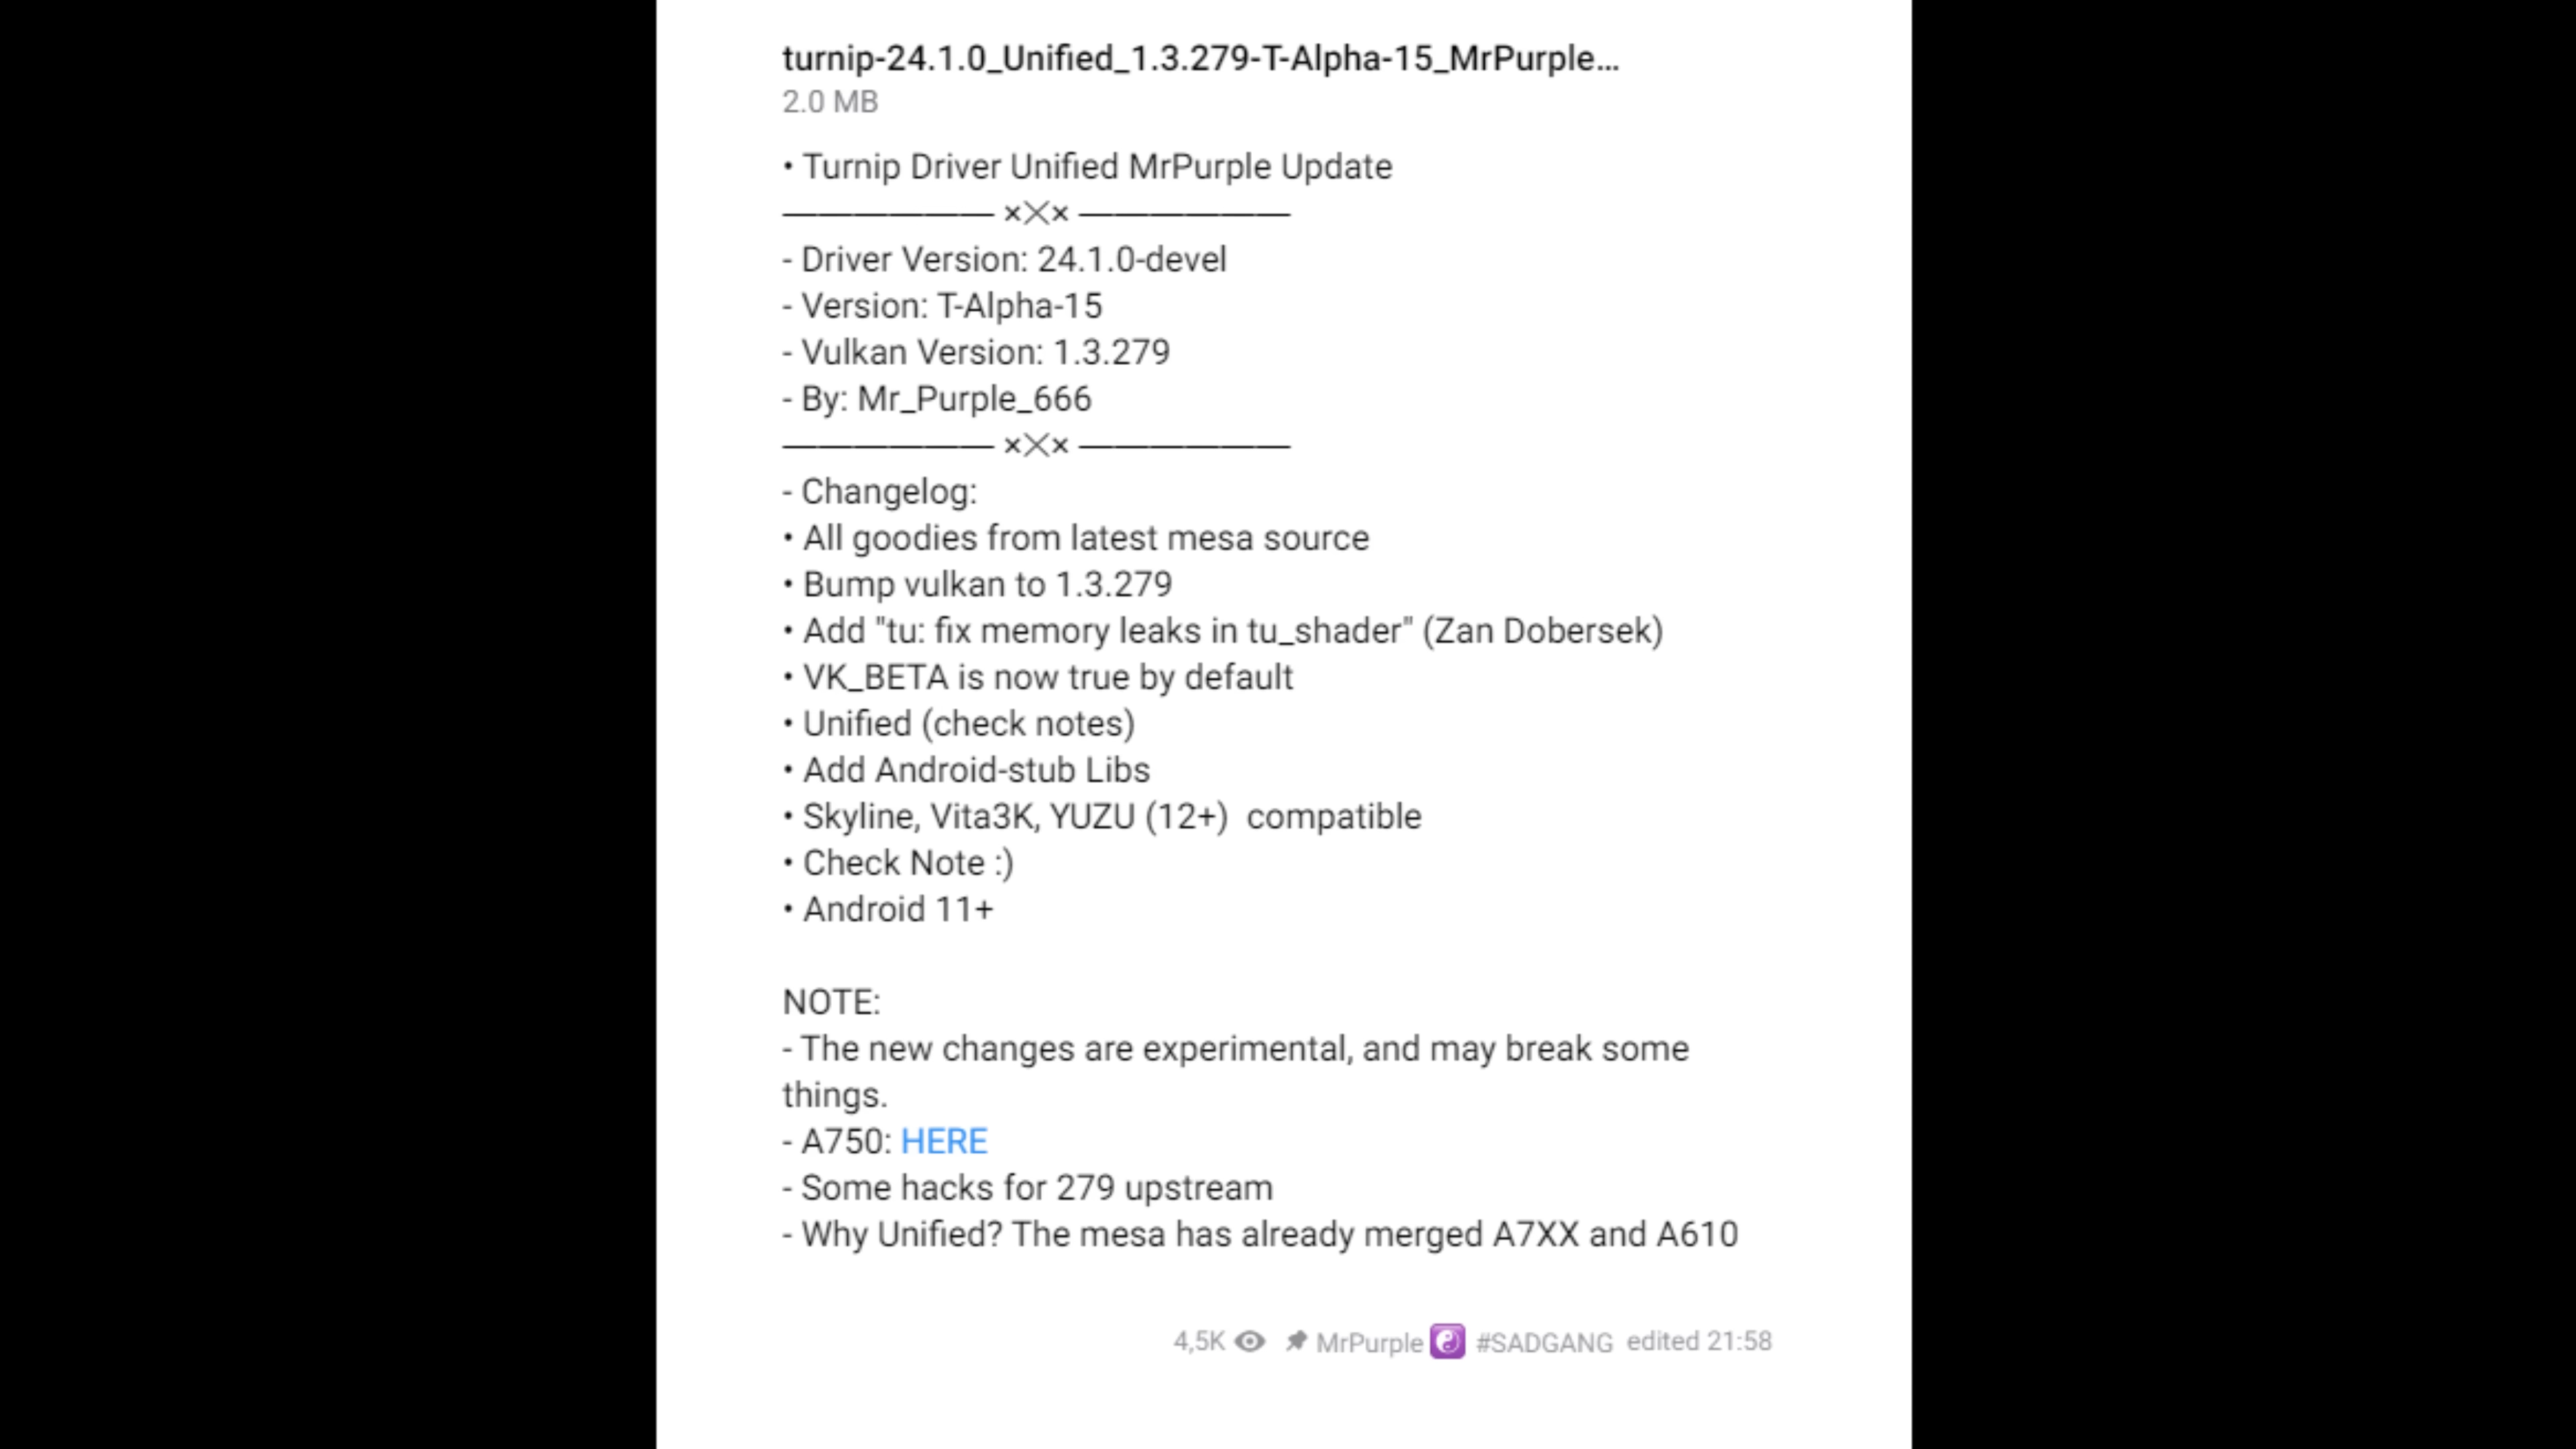 turnip-24.1.0_Unified_1.3.279-T-Alpha-15_MrPurple...
2.0 MB
• Turnip Driver Unified MrPurple Update
—————— ×╳× ——————
- Driver Version: 24.1.0-devel
- Version: T-Alpha-15
- Vulkan Version: 1.3.279
- By: Mr_Purple_666
—————— ×╳× ——————
- Changelog:
• All goodies from latest mesa source
• Bump vulkan to 1.3.279
• Add "tu: fix memory leaks in tu_shader" (Zan Dobersek)
• VK_BETA is now true by default
• Unified (check notes)
• Add Android-stub Libs
• Skyline, Vita3K, YUZU (12+)  compatible
• Check Note :)
• Android 11+
NOTE:
- The new changes are experimental, and may break some
things.
- A750: HERE
- Some hacks for 279 upstream
- Why Unified? The mesa has already merged A7XX and A610
4,5K MrPurple ☯️ #SADGANG edited 21:58